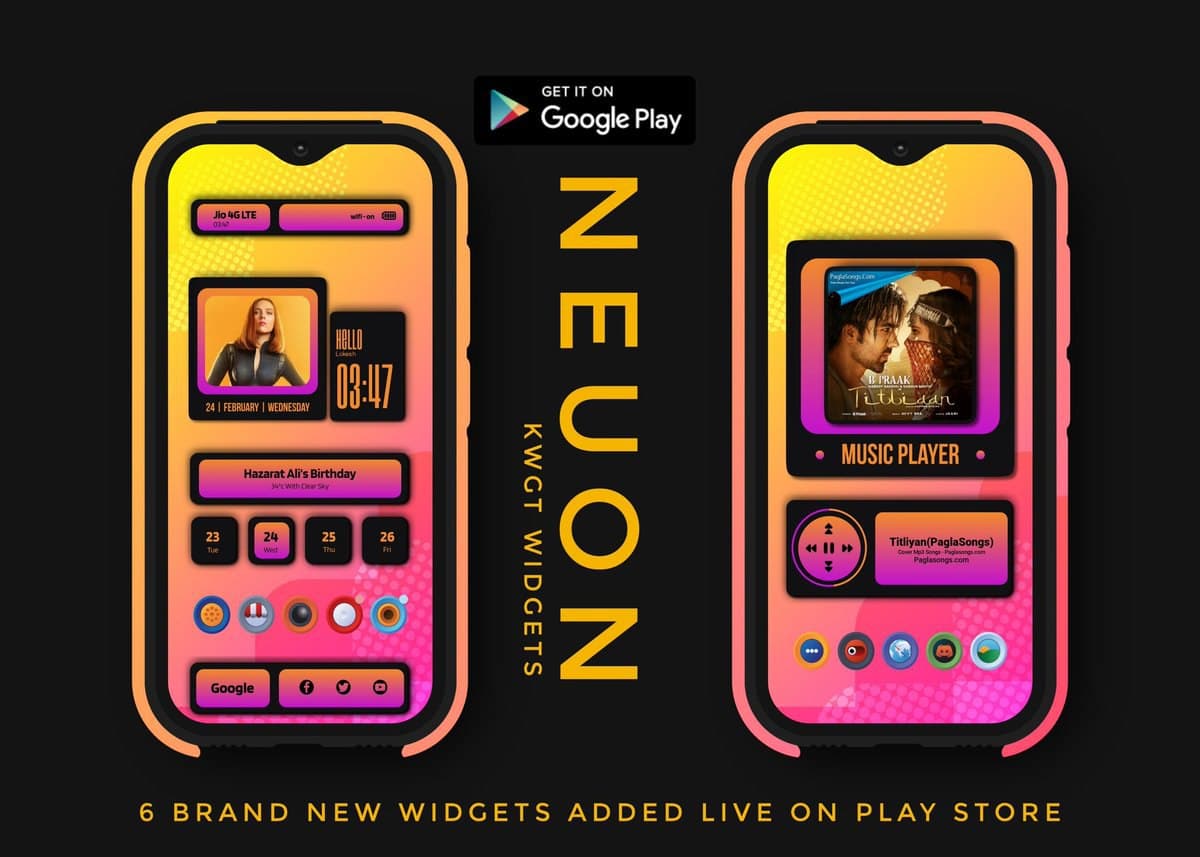 GET IT ON
Google Play
NEUON
KWGT WIDGETS
Jio 4G LTE
03:47
wifi-on
HELLO
Lokesh
03:47
24 | FEBRUARY | WEDNESDAY
Hazarat Ali's Birthday
34°c With Clear Sky
23
Tue
24
Wed
25
Thu
26
Fri
Google
PaglaSongs.Com
B PRAAK
Titliaan
MUSIC PLAYER
Titliyan(PaglaSongs)
Cover Mp3 Songs - Paglasongs.com
Paglasongs.com
6 BRAND NEW WIDGETS ADDED LIVE ON PLAY STORE